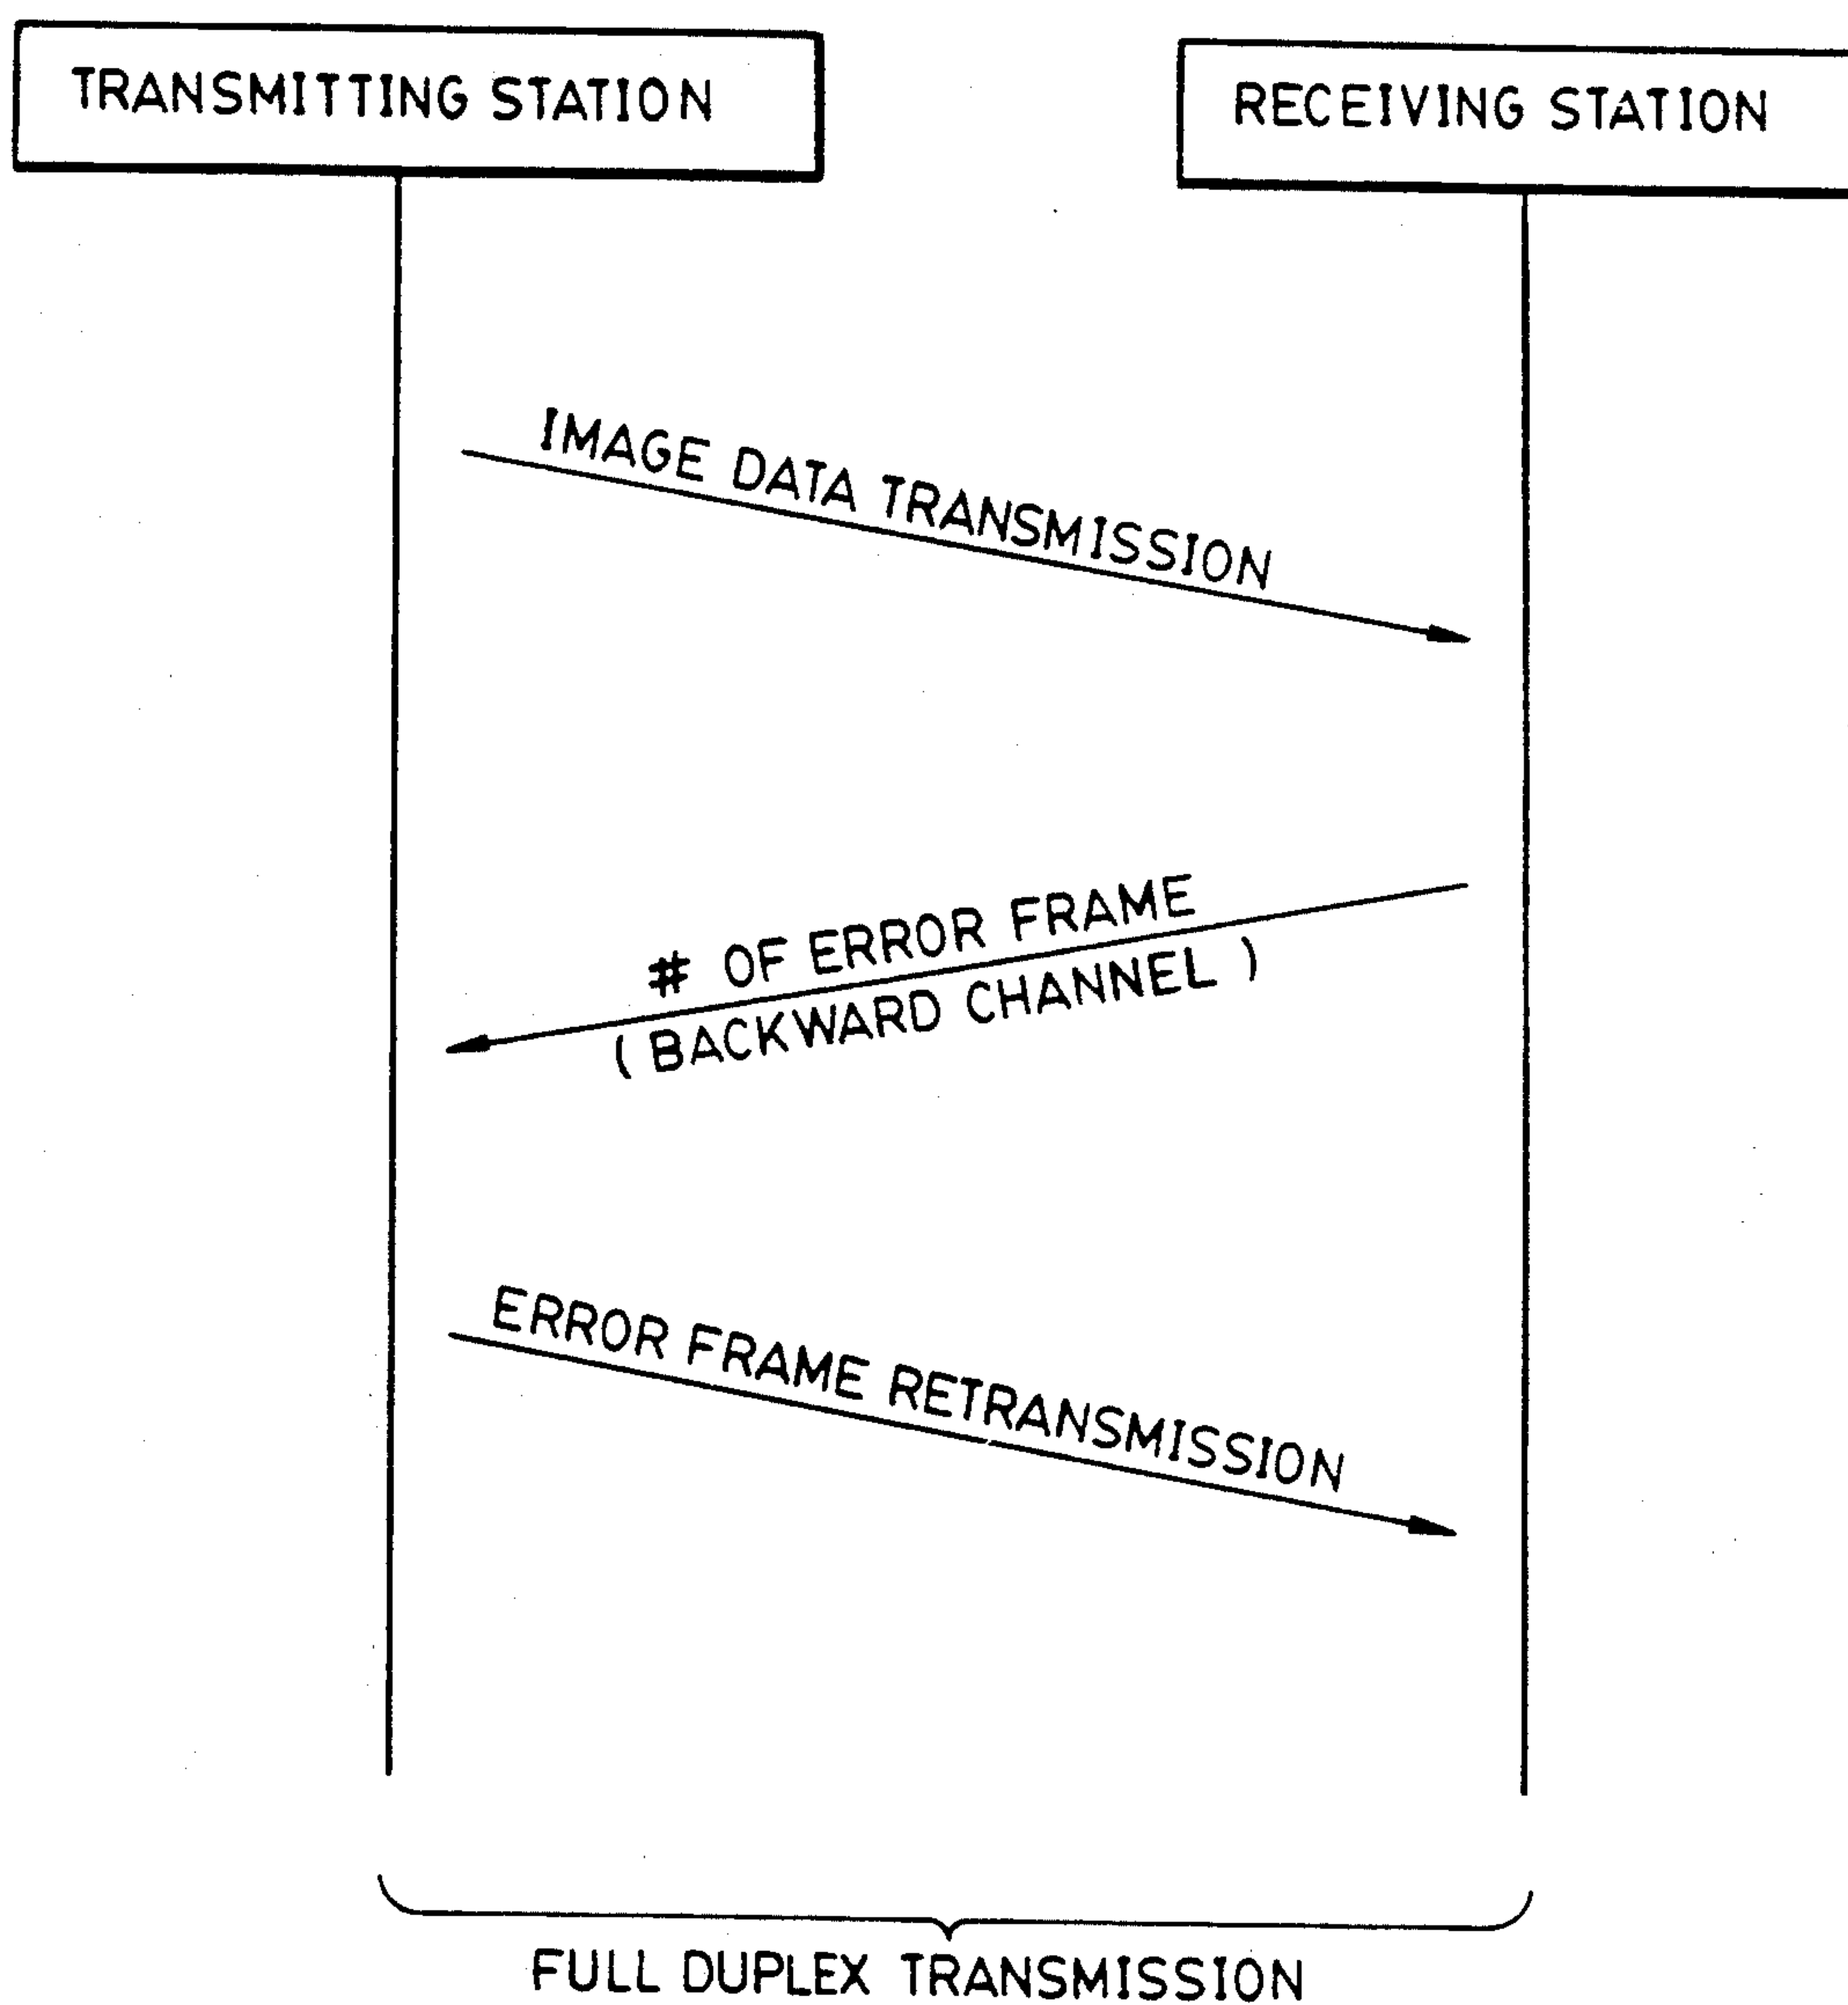 TRANSMITTING STATION
RECEIVING STATION
IMAGE DATA TRANSMISSION
# OF ERROR FRAME
( BACKWARD CHANNEL )
ERROR FRAME RETRANSMISSION
FULL DUPLEX TRANSMISSION